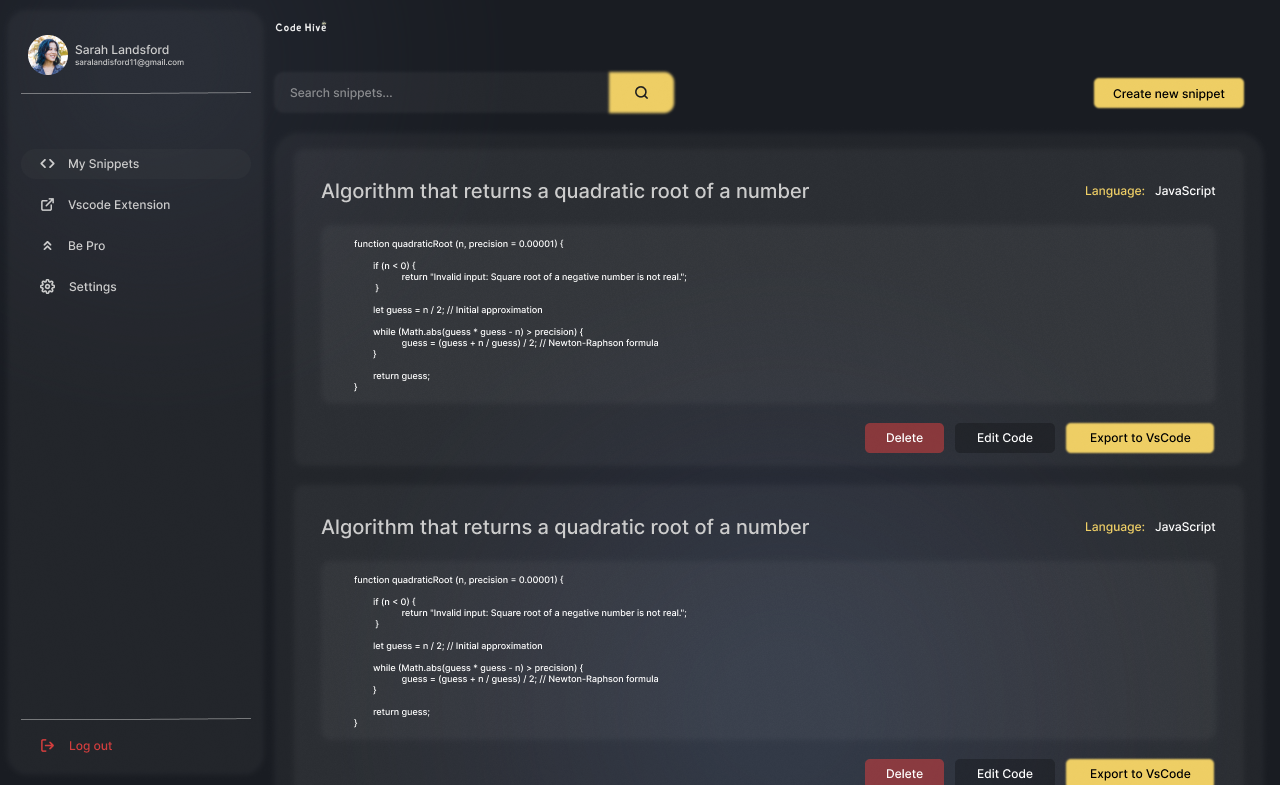 Code Hive
Sarah Landsford
saralandisford11@gmail.com
My Snippets
Vscode Extension
Be Pro
Settings
Log out
Search snippets...
Create new snippet
Algorithm that returns a quadratic root of a number
Language: JavaScript
function quadraticRoot (n, precision = 0.00001) {
if (n < 0) {
return "Invalid input: Square root of a negative number is not real.";
}
let guess = n / 2; // Initial approximation
while (Math.abs(guess * guess - n) > precision) {
guess = (guess + n / guess) / 2; // Newton-Raphson formula
}
return guess;
}
Delete
Edit Code
Export to VsCode
Algorithm that returns a quadratic root of a number
Language: JavaScript
function quadraticRoot (n, precision = 0.00001) {
if (n < 0) {
return "Invalid input: Square root of a negative number is not real.";
}
let guess = n / 2; // Initial approximation
while (Math.abs(guess * guess - n) > precision) {
guess = (guess + n / guess) / 2; // Newton-Raphson formula
}
return guess;
}
Delete
Edit Code
Export to VsCode